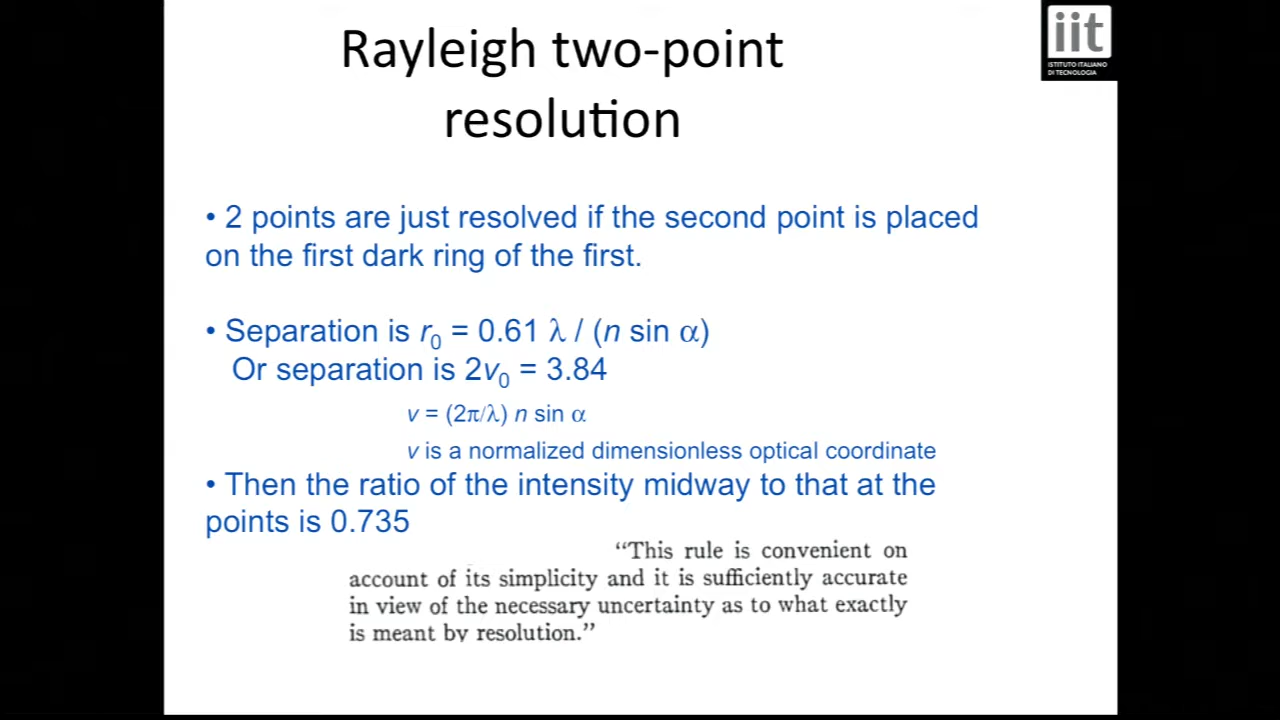 Rayleigh two-point
resolution
iit
ISTITUTO ITALIANO
DI TECNOLOGIA
• 2 points are just resolved if the second point is placed
on the first dark ring of the first.
• Separation is r₀ = 0.61 λ / (n sin α)
Or separation is 2v₀ = 3.84
v = (2π/λ) n sin α
v is a normalized dimensionless optical coordinate
• Then the ratio of the intensity midway to that at the
points is 0.735
“This rule is convenient on
account of its simplicity and it is sufficiently accurate
in view of the necessary uncertainty as to what exactly
is meant by resolution.”